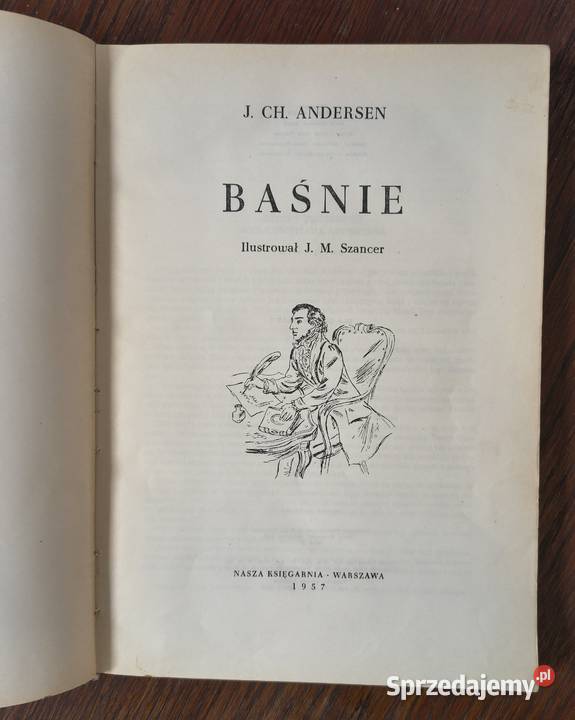 J. CH. ANDERSEN
BAŚNIE
Ilustrował J. M. Szancer
NASZA KSIĘGARNIA · WARSZAWA
1957
Sprzedajemy.pl